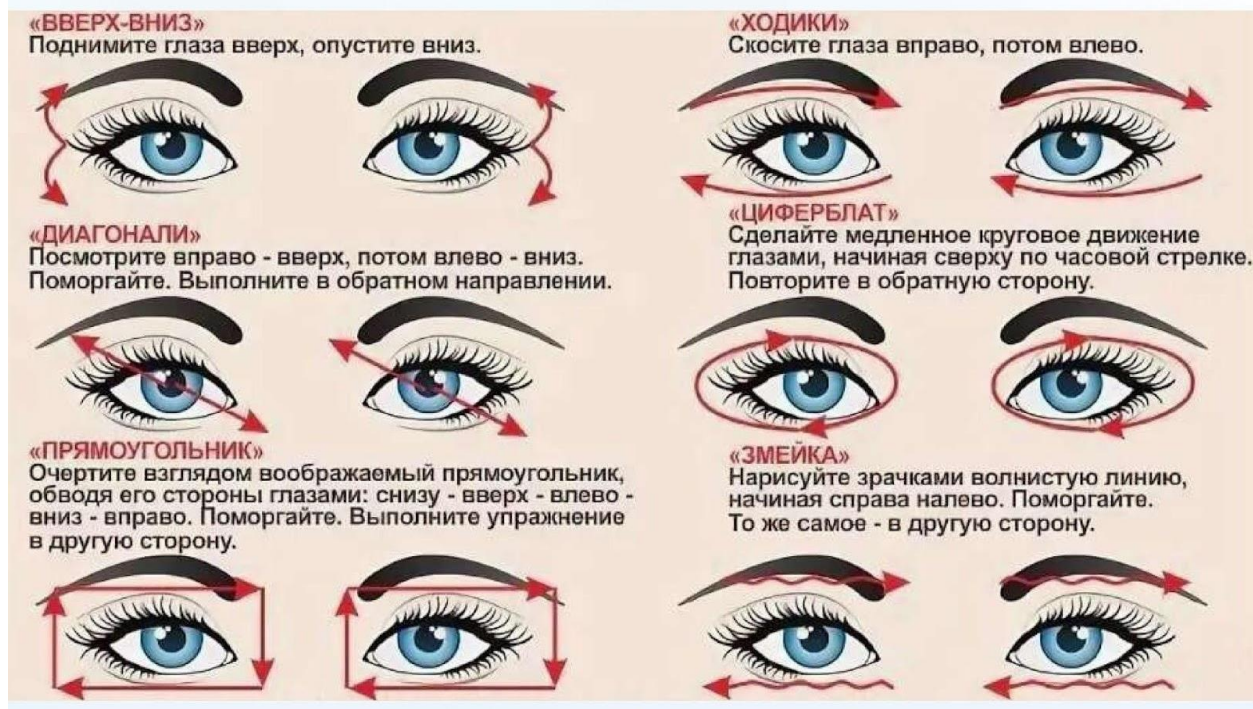 «ВВЕРХ-ВНИЗ»
Поднимите глаза вверх, опустите вниз.
«ХОДИКИ»
Скосите глаза вправо, потом влево.
«ДИАГОНАЛИ»
Посмотрите вправо - вверх, потом влево - вниз.
Поморгайте. Выполните в обратном направлении.
«ЦИФЕРБЛАТ»
Сделайте медленное круговое движение
глазами, начиная сверху по часовой стрелке.
Повторите в обратную сторону.
«ПРЯМОУГОЛЬНИК»
Очертите взглядом воображаемый прямоугольник,
обводя его стороны глазами: снизу - вверх - влево -
вниз - вправо. Поморгайте. Выполните упражнение
в другую сторону.
«ЗМЕЙКА»
Нарисуйте зрачками волнистую линию,
начиная справа налево. Поморгайте.
То же самое - в другую сторону.